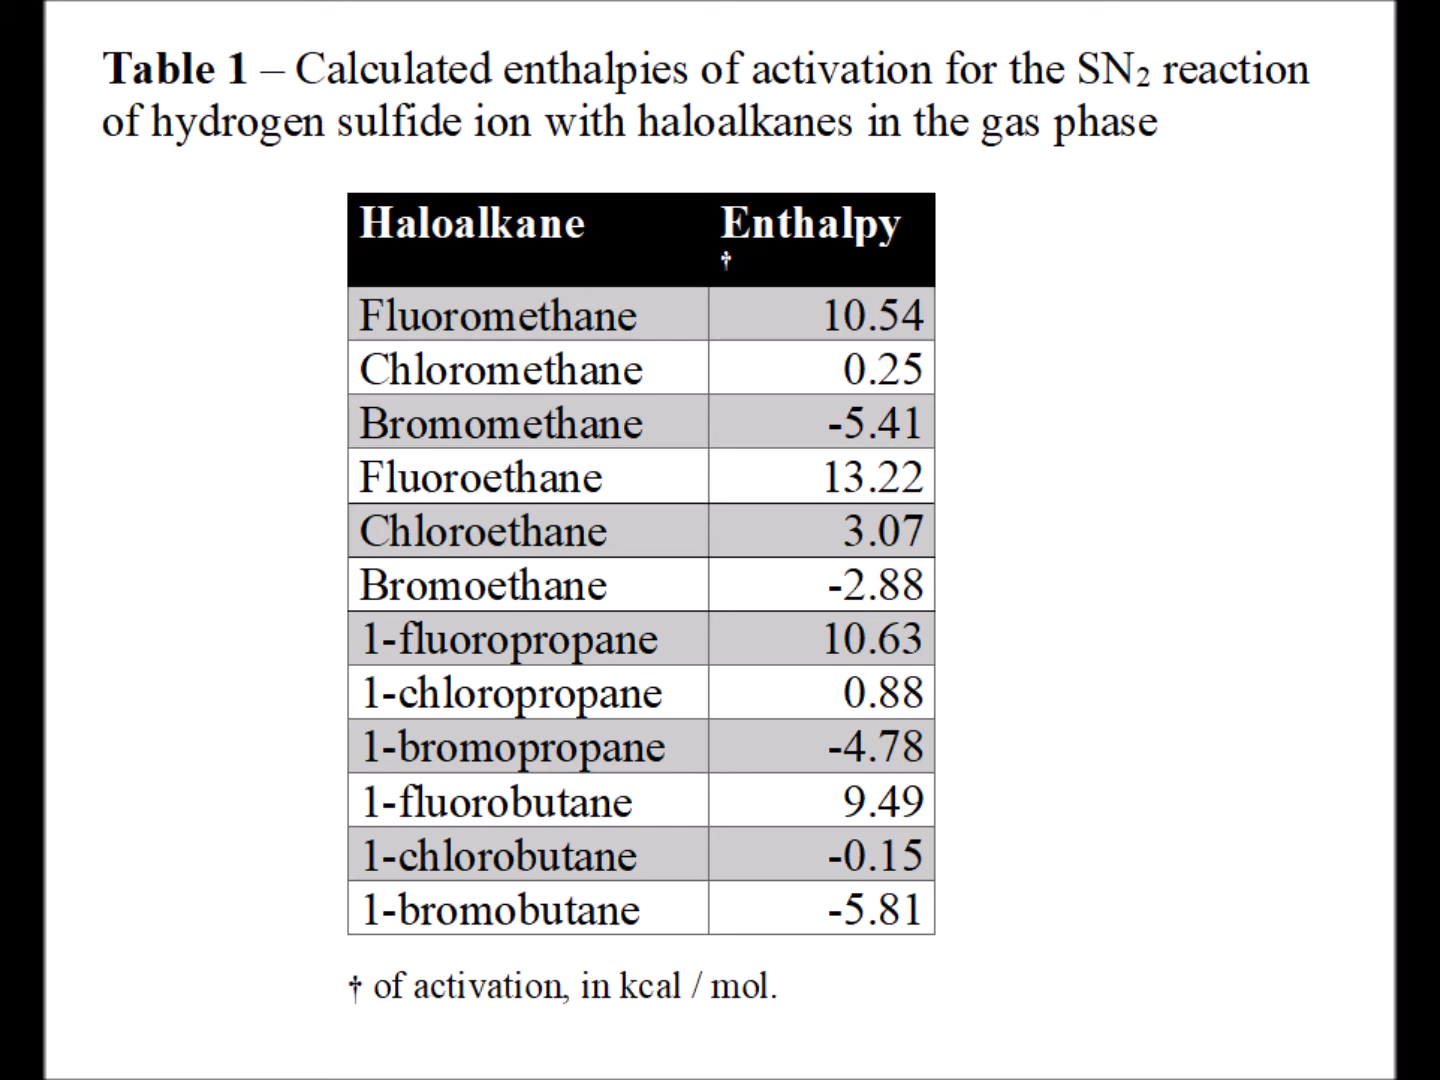 Table 1 – Calculated enthalpies of activation for the SN₂ reaction
of hydrogen sulfide ion with haloalkanes in the gas phase
Haloalkane Enthalpy
†
Fluoromethane 10.54
Chloromethane 0.25
Bromomethane -5.41
Fluoroethane 13.22
Chloroethane 3.07
Bromoethane -2.88
1-fluoropropane 10.63
1-chloropropane 0.88
1-bromopropane -4.78
1-fluorobutane 9.49
1-chlorobutane -0.15
1-bromobutane -5.81
† of activation, in kcal / mol.